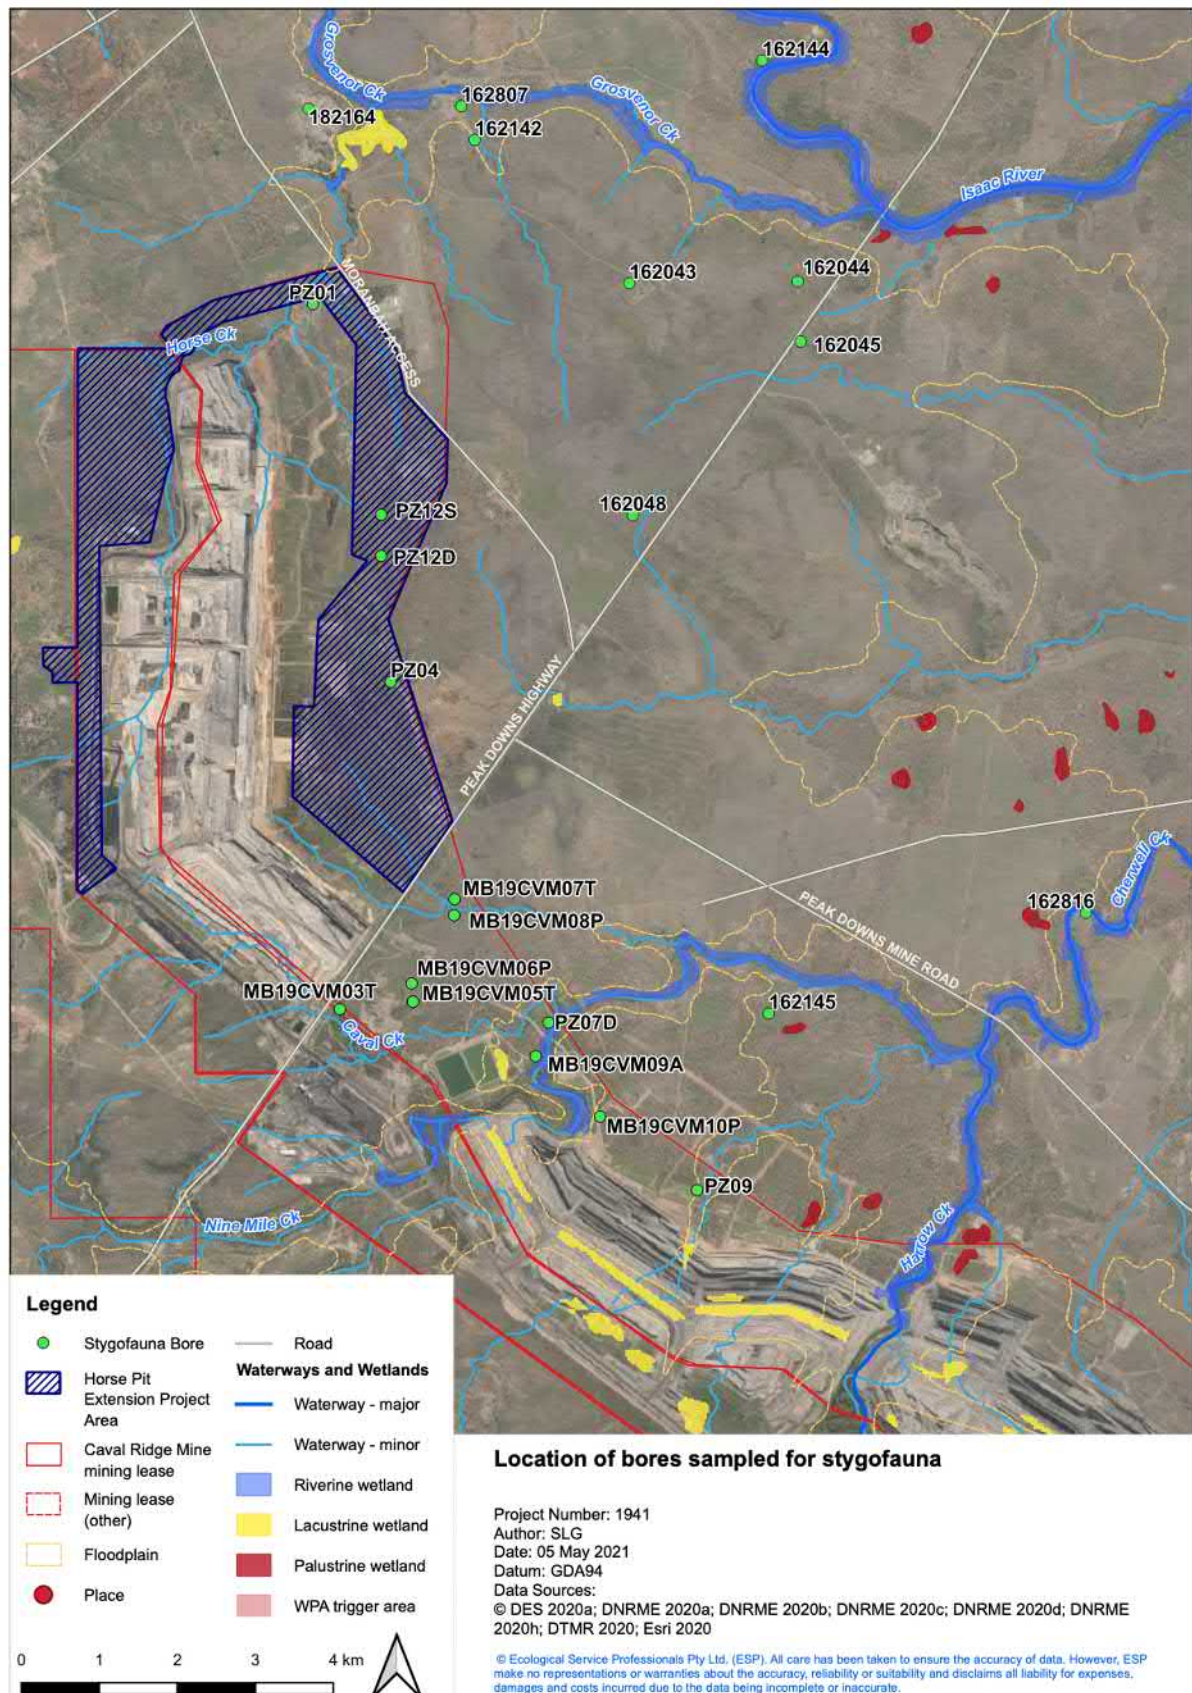 Grosvenor Ck
162144
182164
162807
162142
Grosvenor Ck
Isaac River
162043
162044
PZ01
MORANBAH ACCESS
Horse Ck
162045
PZ12S
162048
PZ12D
PZ04
PEAK DOWNS HIGHWAY
Cherwell Ck
MB19CVM07T
PEAK DOWNS MINE ROAD
162816
MB19CVM08P
MB19CVM06P
MB19CVM03T
MB19CVM05T
162145
Caval Ck
PZ07D
MB19CVM09A
MB19CVM10P
PZ09
Nine Mile Ck
Harrow Ck
Legend
Stygofauna Bore
Horse Pit
Extension Project
Area
Caval Ridge Mine
mining lease
Mining lease
(other)
Floodplain
Place
Road
Waterways and Wetlands
Waterway - major
Waterway - minor
Riverine wetland
Lacustrine wetland
Palustrine wetland
WPA trigger area
0 1 2 3 4 km
Location of bores sampled for stygofauna
Project Number: 1941
Author: SLG
Date: 05 May 2021
Datum: GDA94
Data Sources:
© DES 2020a; DNRME 2020a; DNRME 2020b; DNRME 2020c; DNRME 2020d; DNRME
2020h; DTMR 2020; Esri 2020
© Ecological Service Professionals Pty Ltd. (ESP). All care has been taken to ensure the accuracy of data. However, ESP
make no representations or warranties about the accuracy, reliability or suitability and disclaims all liability for expenses,
damages and costs incurred due to the data being incomplete or inaccurate.